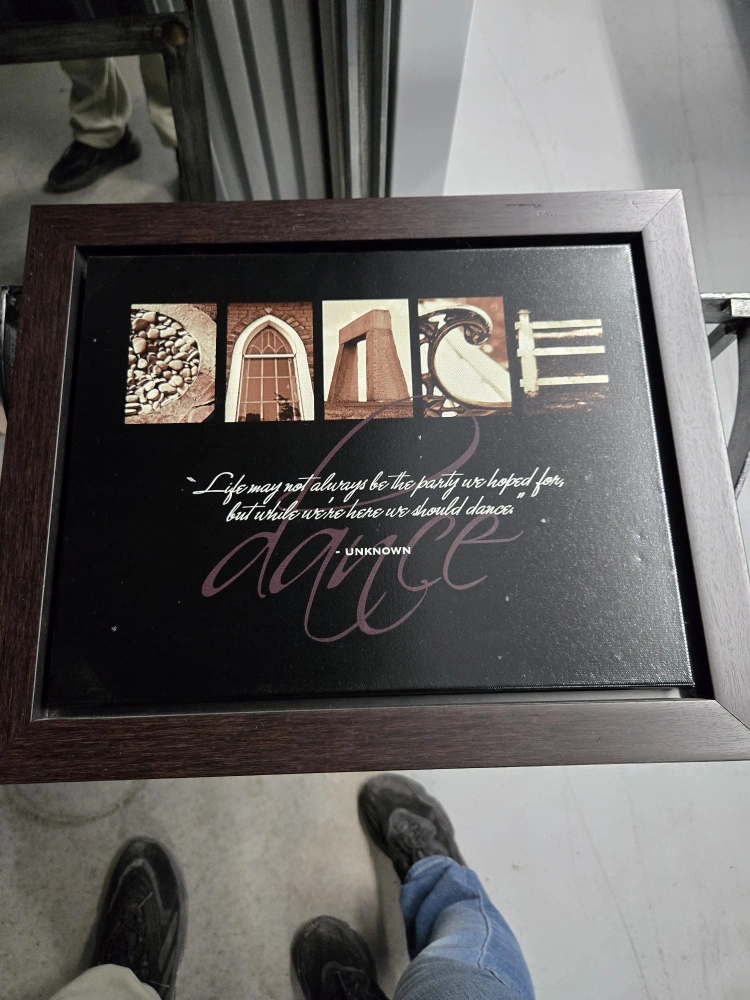 DANCE
"Life may not always be the party we hoped for,
but while we're here we should dance."
- UNKNOWN
dance